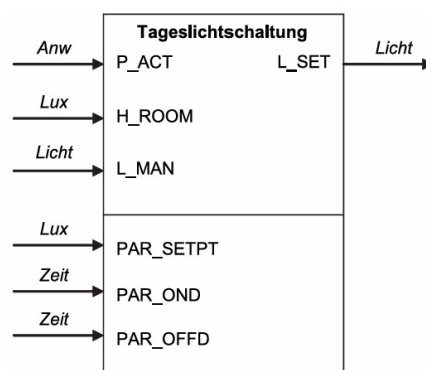 Tageslichtschaltung
Anw P_ACT L_SET Licht
Lux H_ROOM
Licht L_MAN
Lux PAR_SETPT
Zeit PAR_OND
Zeit PAR_OFFD